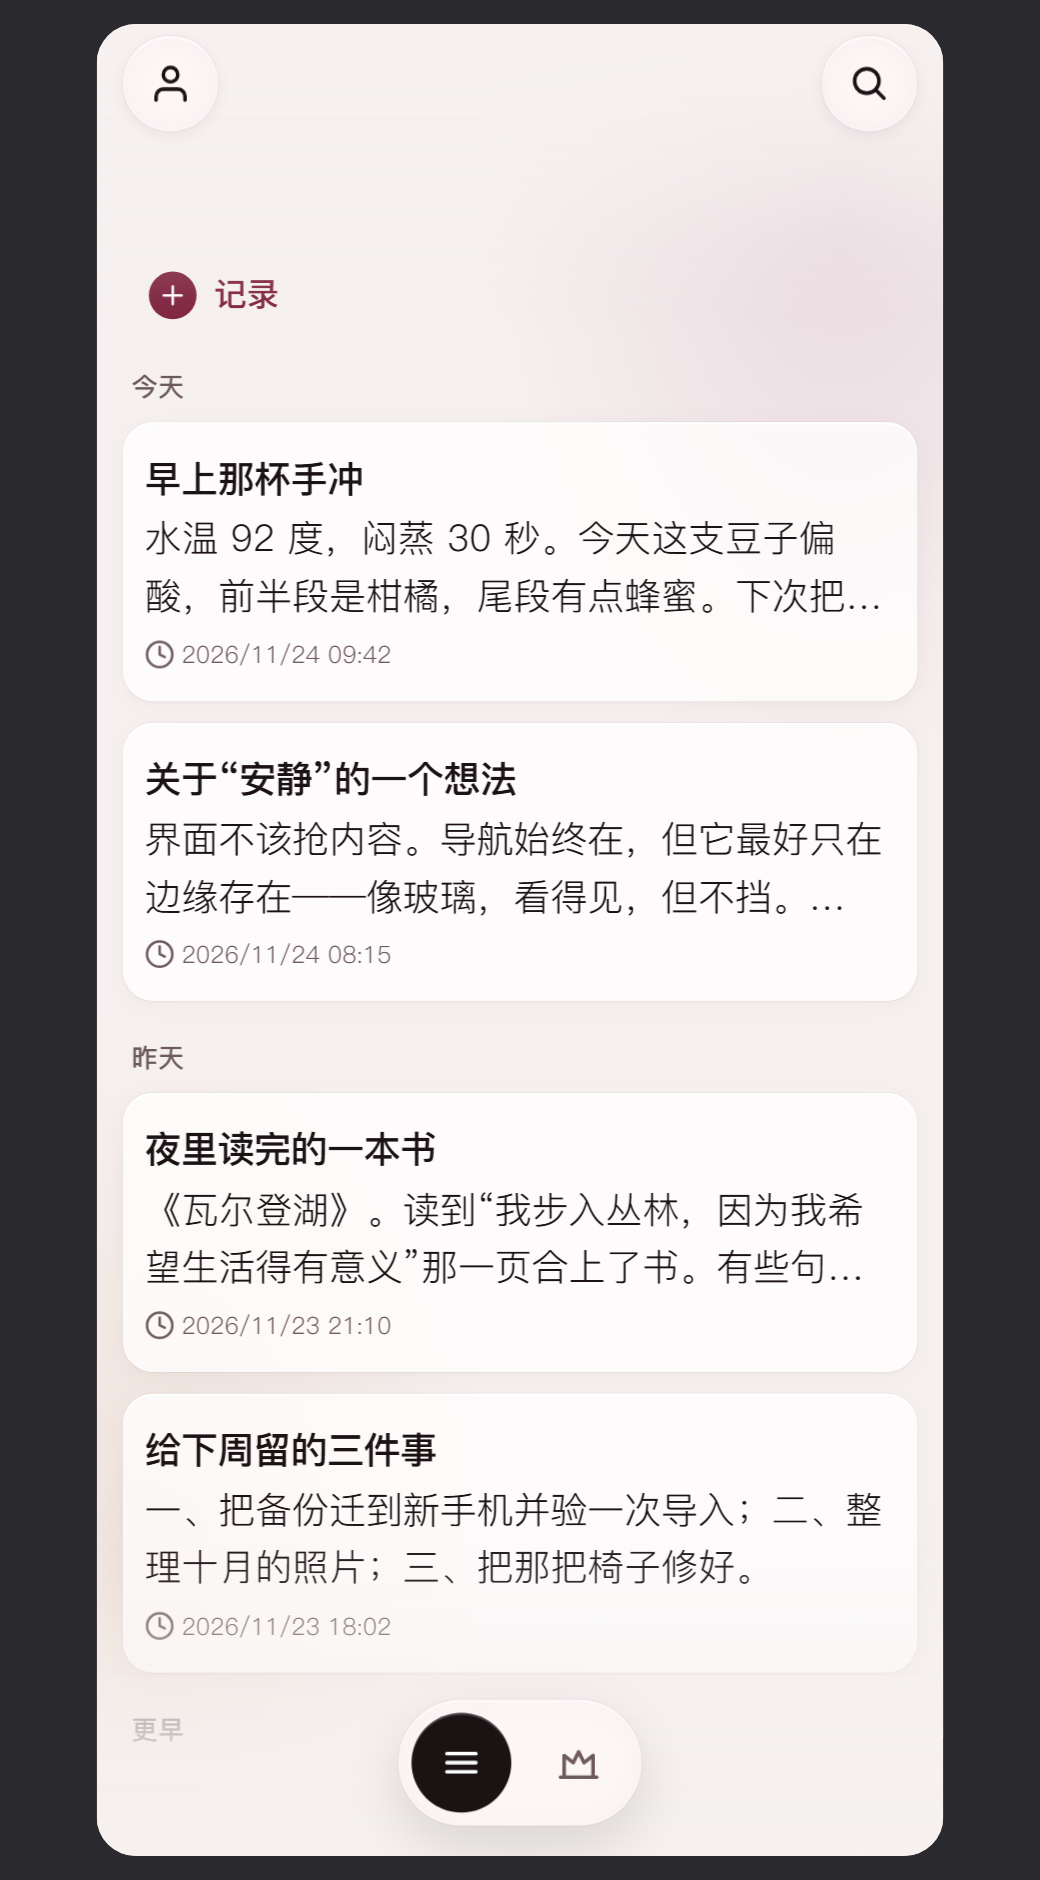 记录
今天
早上那杯手冲
水温 92 度，闷蒸 30 秒。今天这支豆子偏
酸，前半段是柑橘，尾段有点蜂蜜。下次把…
2026/11/24 09:42
关于“安静”的一个想法
界面不该抢内容。导航始终在，但它最好只在
边缘存在——像玻璃，看得见，但不挡。…
2026/11/24 08:15
昨天
夜里读完的一本书
《瓦尔登湖》。读到“我步入丛林，因为我希
望生活得有意义”那一页合上了书。有些句…
2026/11/23 21:10
给下周留的三件事
一、把备份迁到新手机并验一次导入；二、整
理十月的照片；三、把那把椅子修好。
2026/11/23 18:02
更早